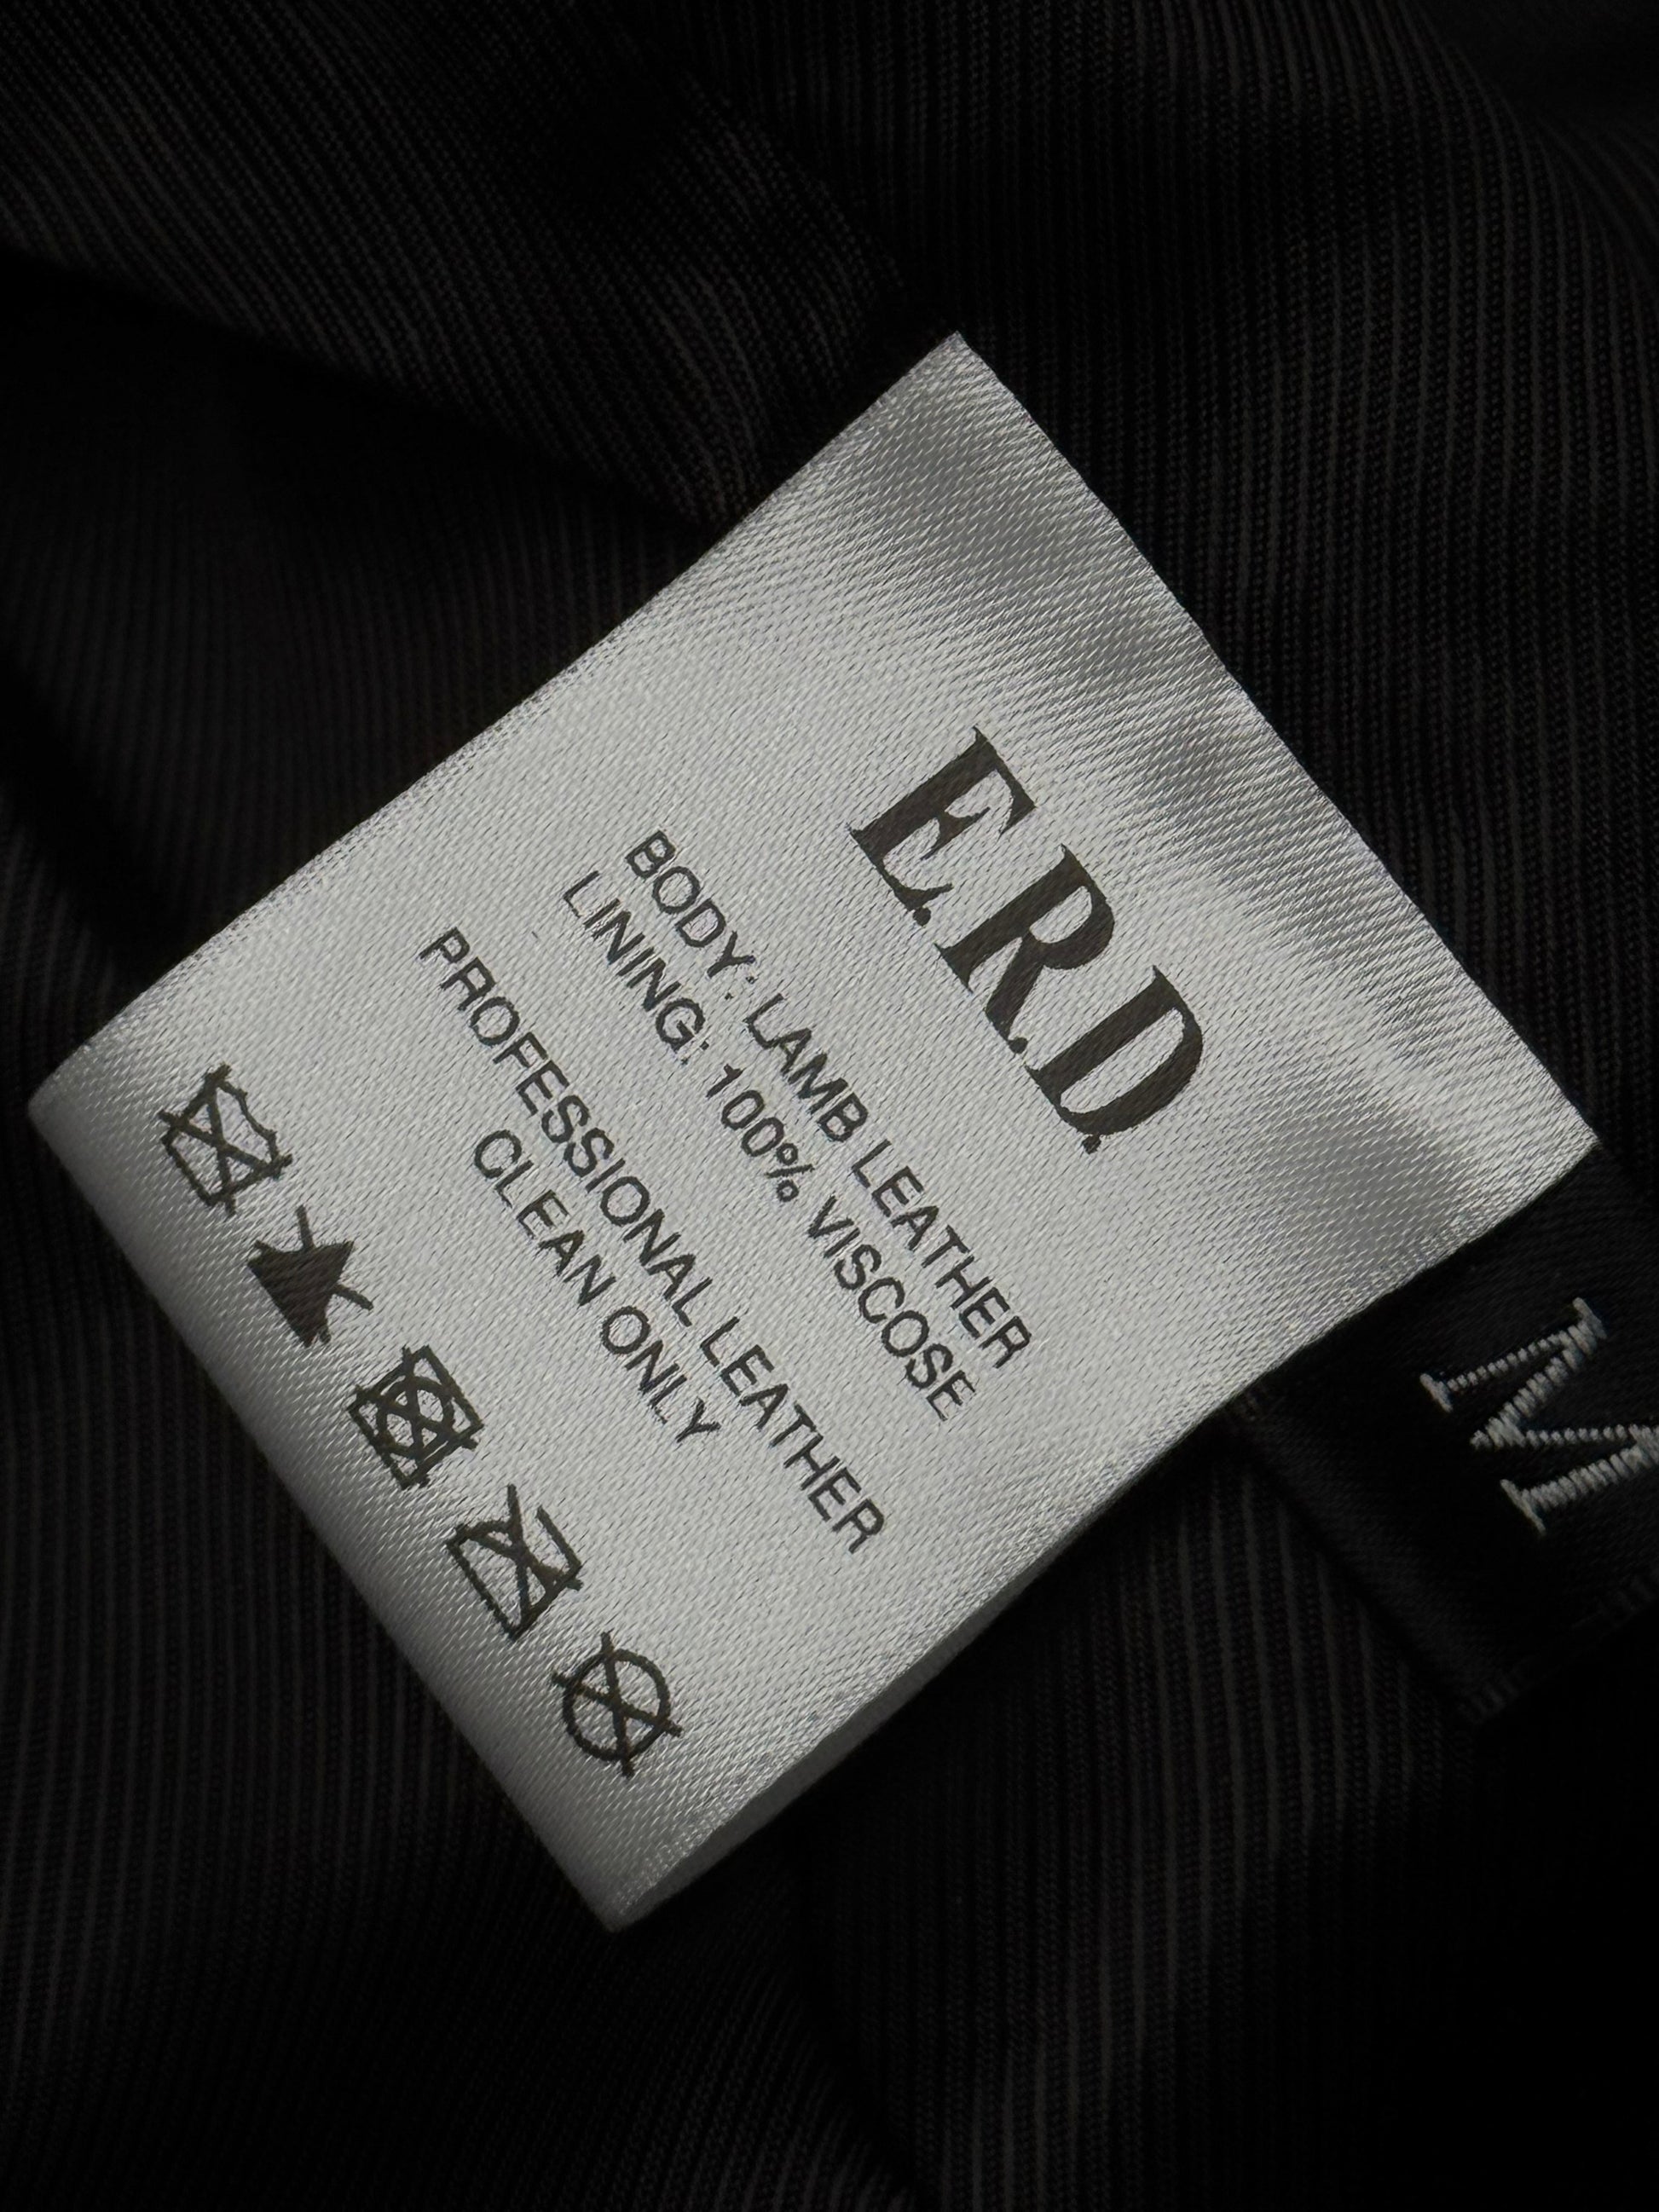 E.R.D.
BODY: LAMB LEATHER
LINING: 100% VISCOSE
PROFESSIONAL LEATHER
CLEAN ONLY
M